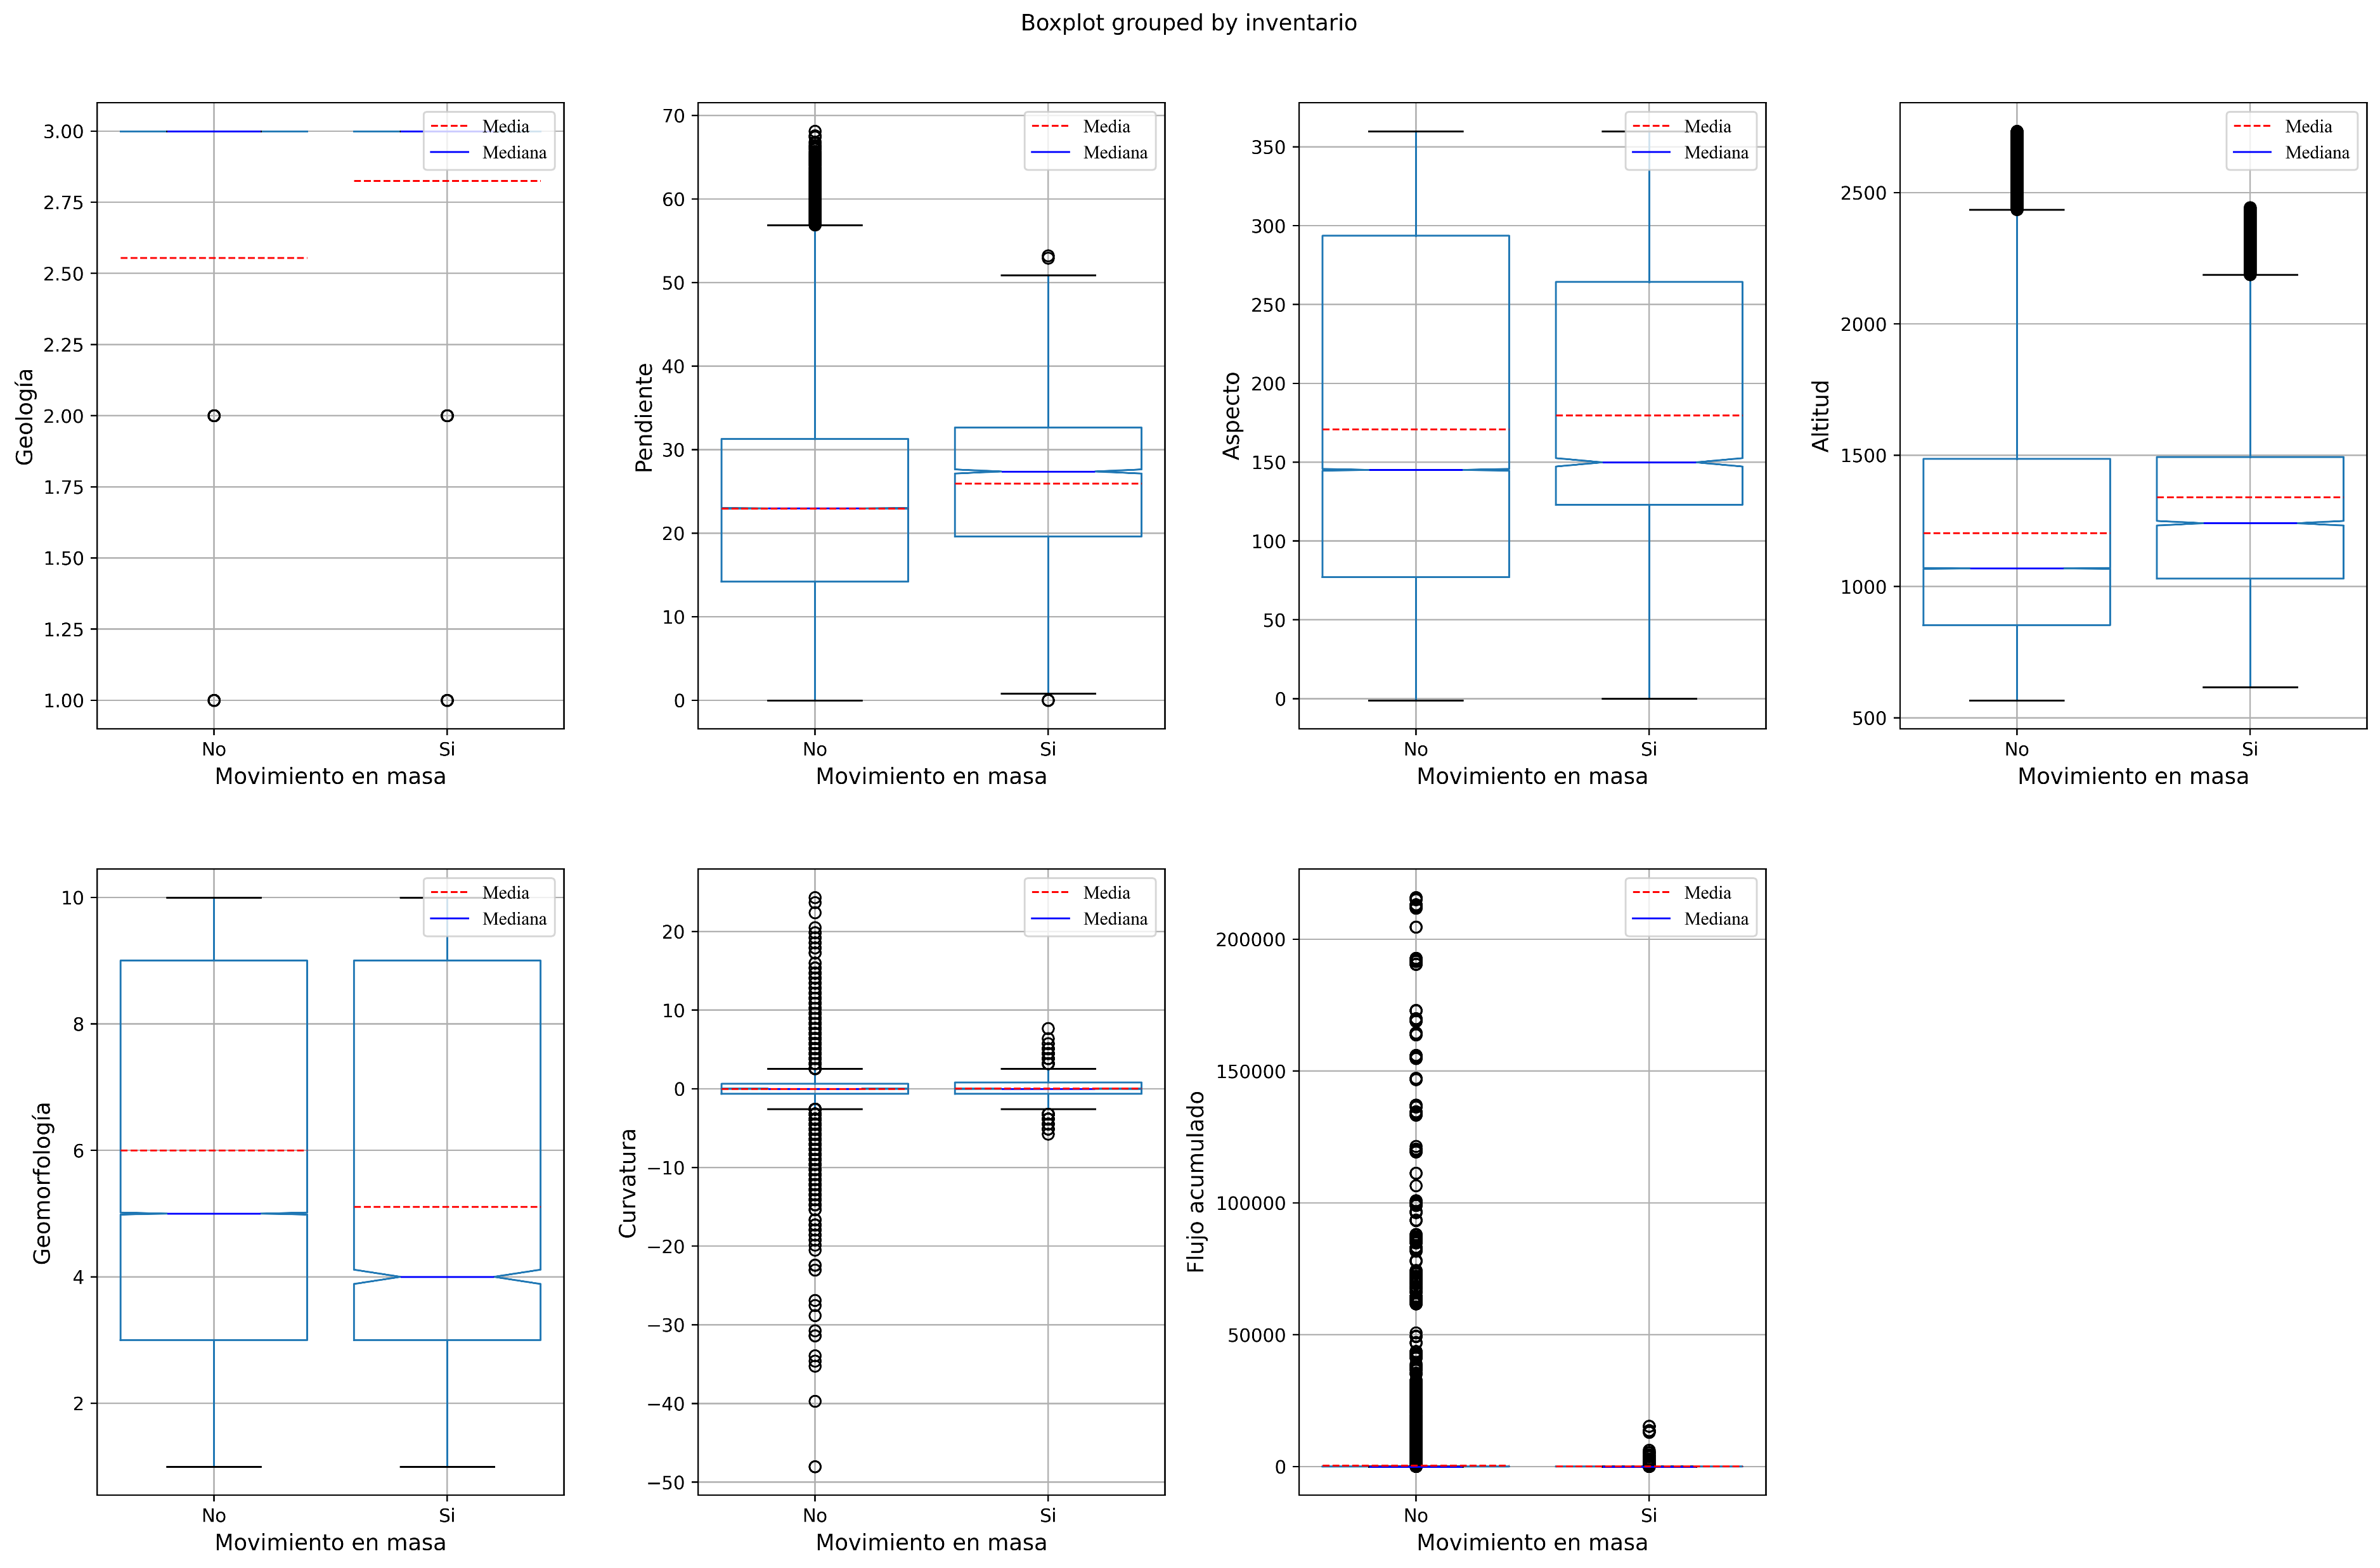 Boxplot grouped by inventario
3.00
2.75
2.50
2.25
2.00
1.75
1.50
1.25
1.00
Geología
Media
Mediana
No
Si
Movimiento en masa
70
60
50
40
30
20
10
0
Pendiente
Media
Mediana
No
Si
Movimiento en masa
350
300
250
200
150
100
50
0
Aspecto
Media
Mediana
No
Si
Movimiento en masa
2500
2000
1500
1000
500
Altitud
Media
Mediana
No
Si
Movimiento en masa
10
8
6
4
2
Geomorfología
Media
Mediana
No
Si
Movimiento en masa
20
10
0
−10
−20
−30
−40
−50
Curvatura
Media
Mediana
No
Si
Movimiento en masa
200000
150000
100000
50000
0
Flujo acumulado
Media
Mediana
No
Si
Movimiento en masa